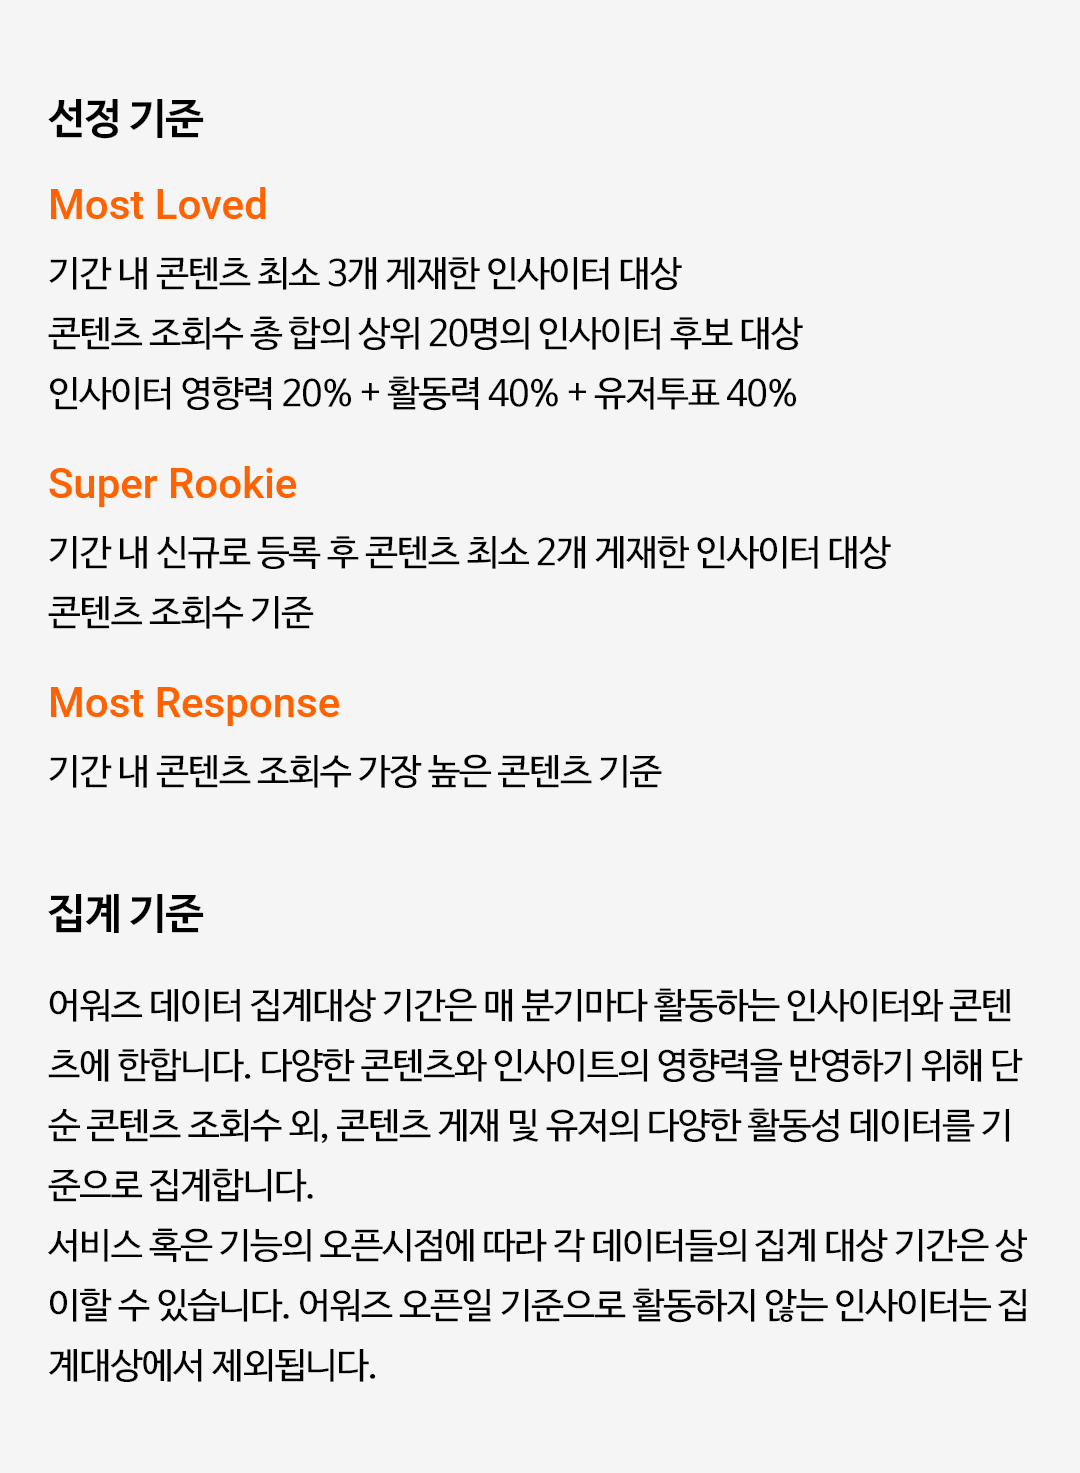 선정 기준
Most Loved
기간 내 콘텐츠 최소 3개 게재한 인사이터 대상
콘텐츠 조회수 총 합의 상위 20명의 인사이터 후보 대상
인사이터 영향력 20% + 활동력 40% + 유저투표 40%
Super Rookie
기간 내 신규로 등록 후 콘텐츠 최소 2개 게재한 인사이터 대상
콘텐츠 조회수 기준
Most Response
기간 내 콘텐츠 조회수 가장 높은 콘텐츠 기준
집계 기준
어워즈 데이터 집계대상 기간은 매 분기마다 활동하는 인사이터와 콘텐
츠에 한합니다. 다양한 콘텐츠와 인사이트의 영향력을 반영하기 위해 단
순 콘텐츠 조회수 외, 콘텐츠 게재 및 유저의 다양한 활동성 데이터를 기
준으로 집계합니다.
서비스 혹은 기능의 오픈시점에 따라 각 데이터들의 집계 대상 기간은 상
이할 수 있습니다. 어워즈 오픈일 기준으로 활동하지 않는 인사이터는 집
계대상에서 제외됩니다.